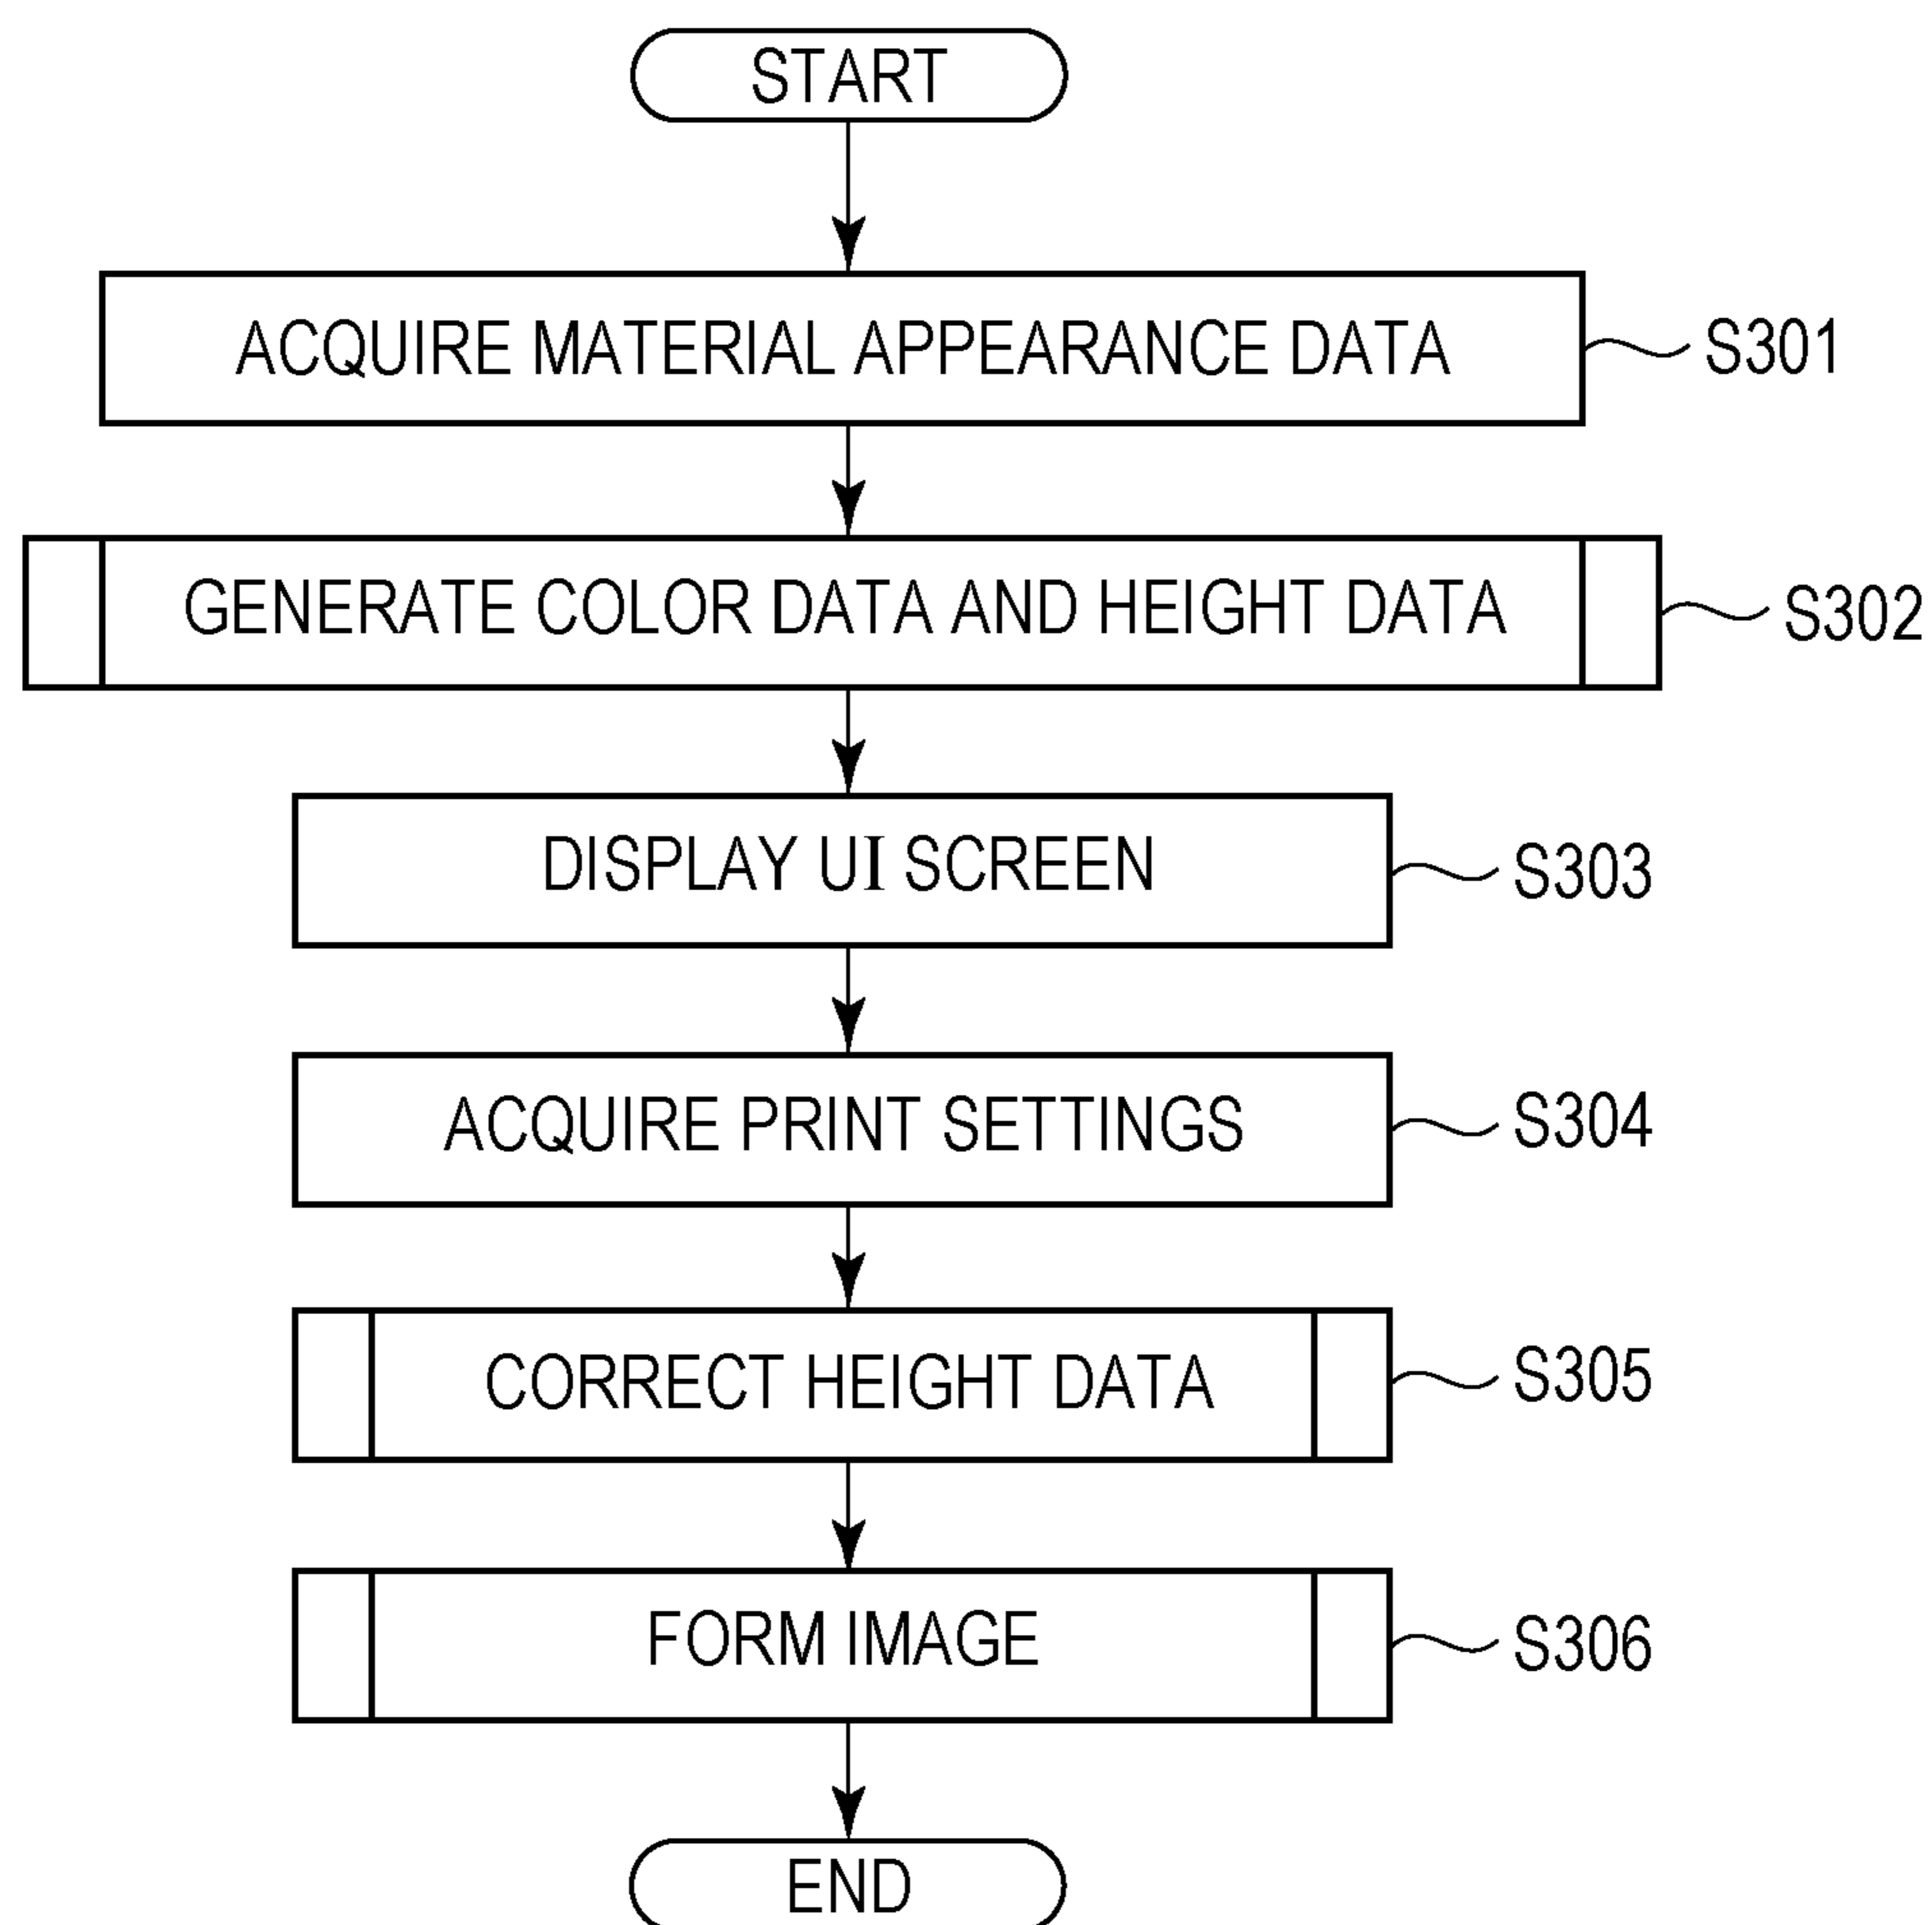 START
ACQUIRE MATERIAL APPEARANCE DATA
S301
GENERATE COLOR DATA AND HEIGHT DATA
S302
DISPLAY UI SCREEN
S303
ACQUIRE PRINT SETTINGS
S304
CORRECT HEIGHT DATA
S305
FORM IMAGE
S306
END